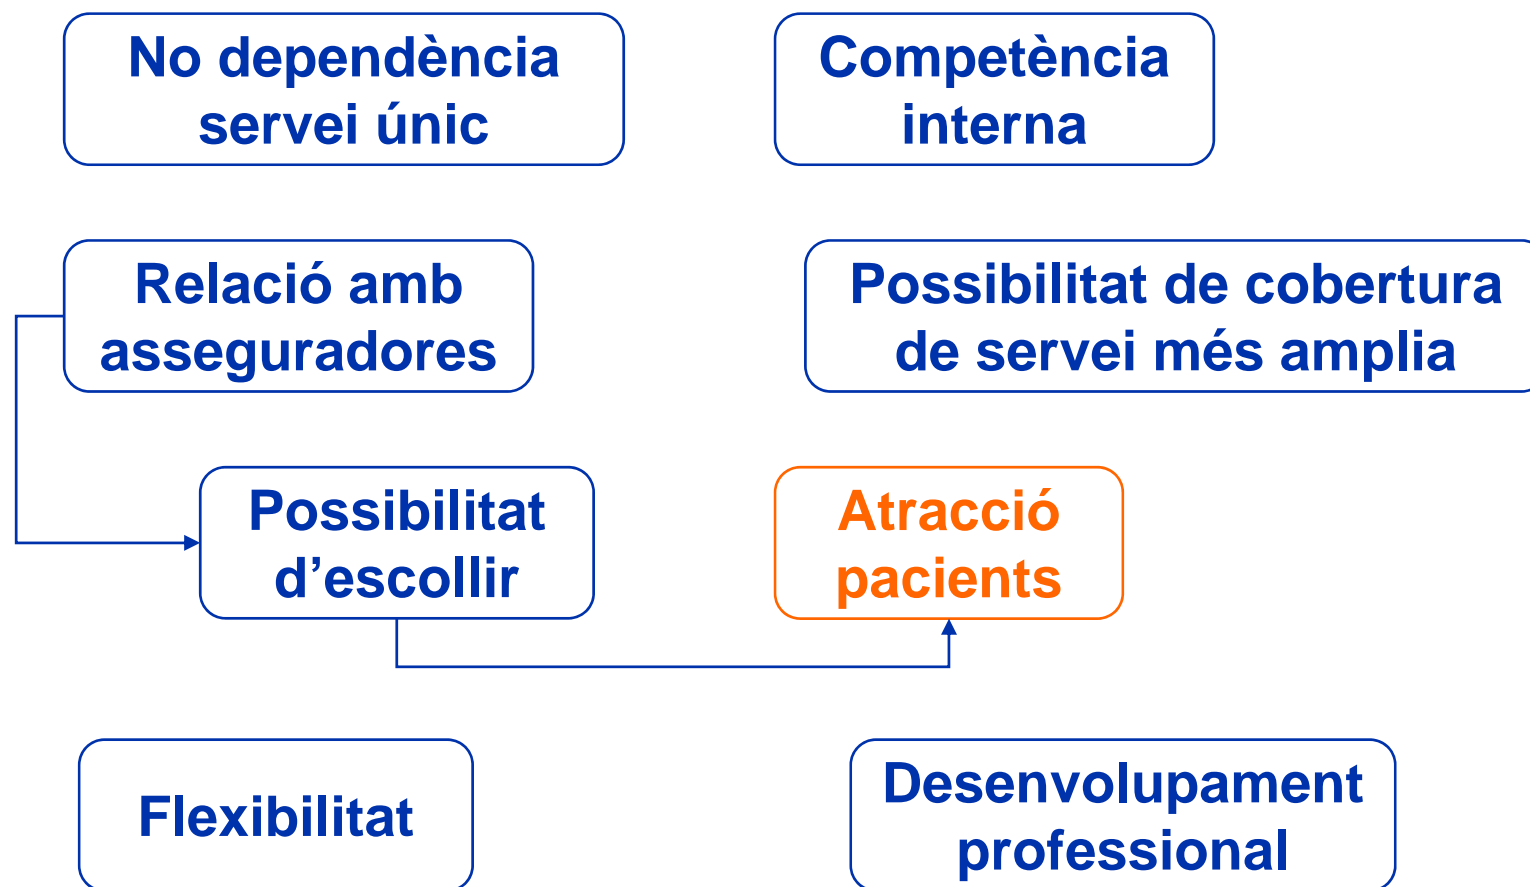 No dependència
servei únic
Competència
interna
Relació amb
asseguradores
Possibilitat de cobertura
de servei més amplia
Possibilitat
d’escollir
Atracció
pacients
Flexibilitat
Desenvolupament
professional